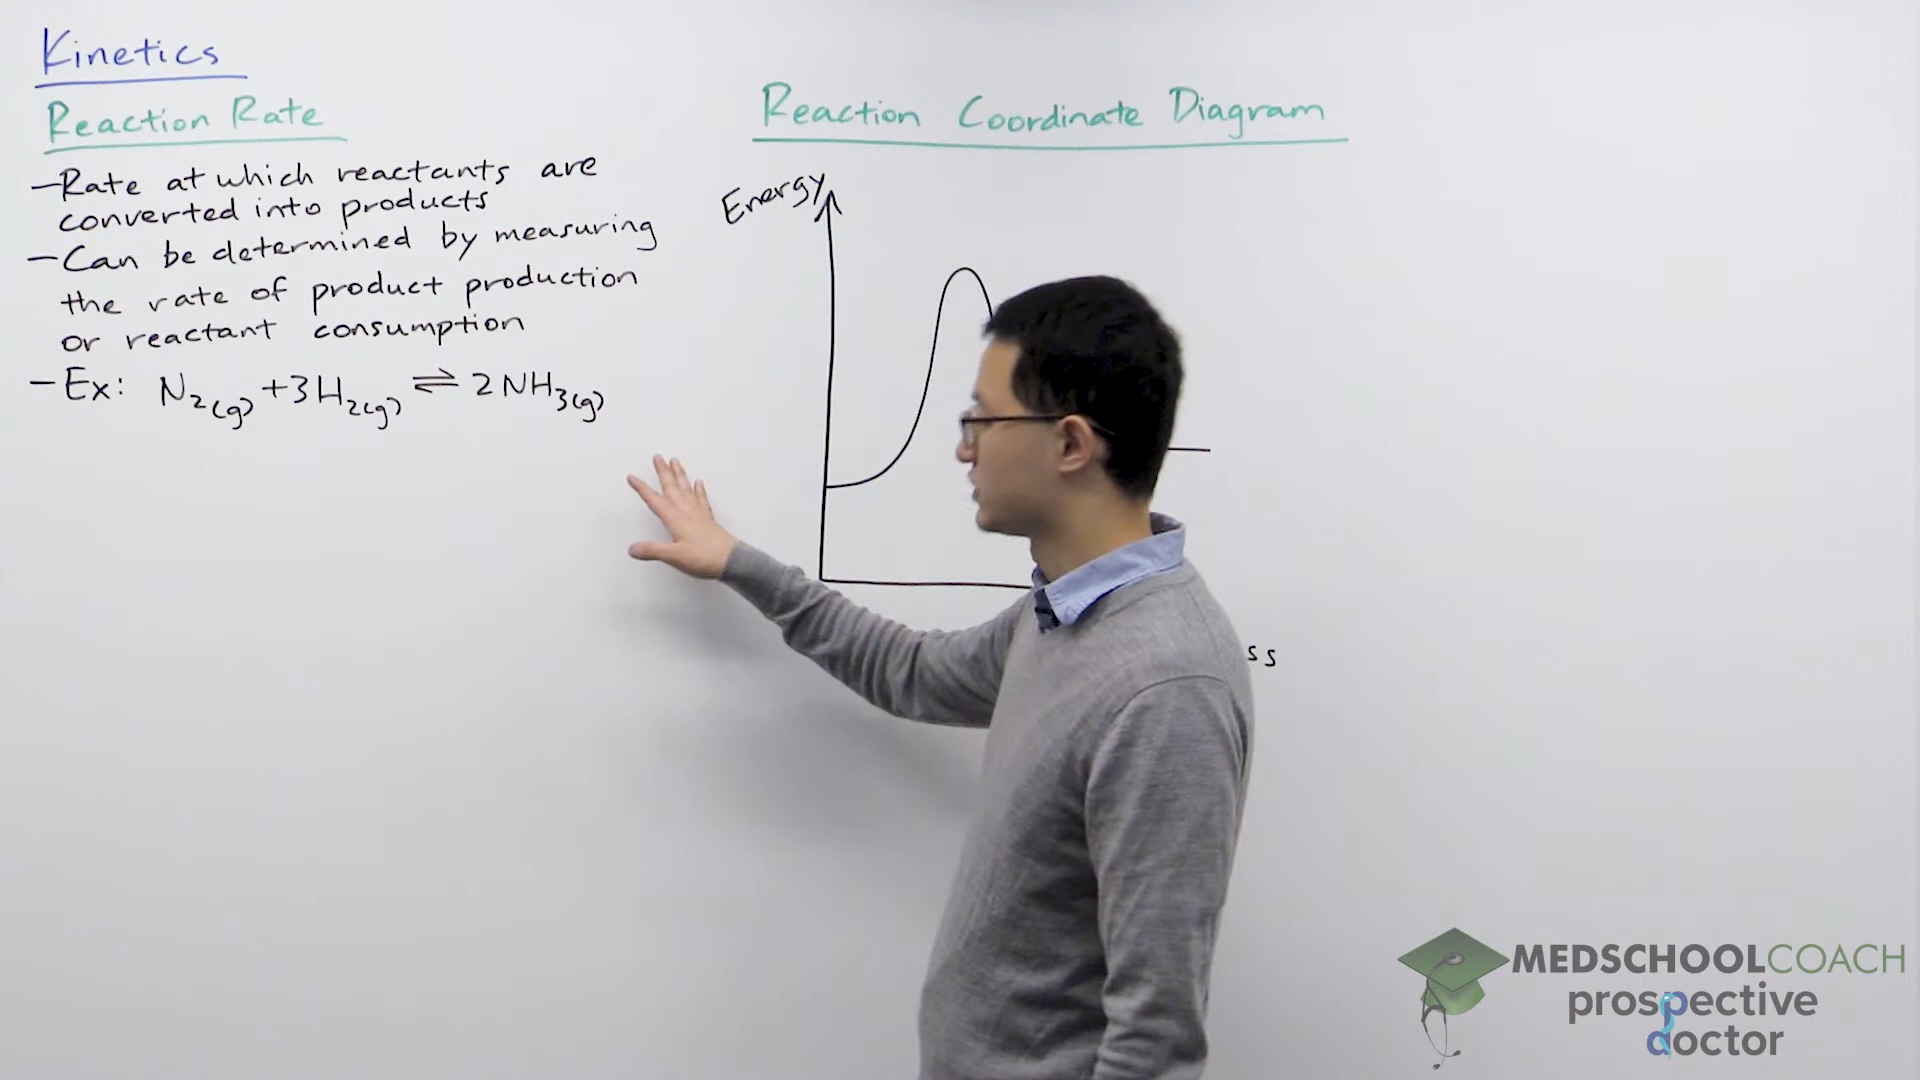 Kinetics
Reaction Rate
– Rate at which reactants are
converted into products
– Can be determined by measuring
the rate of product production
or reactant consumption
– Ex: N₂(g) + 3H₂(g) ⇌ 2NH₃(g)
Reaction Coordinate Diagram
Energy
ss
MEDSCHOOLCOACH
prospective
doctor